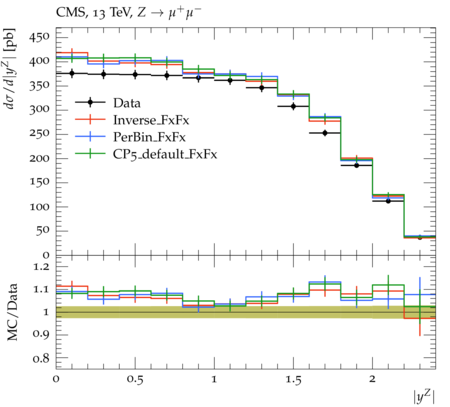 CMS, 13 TeV, Z → μ⁺μ⁻
dσ/d|y^Z| [pb]
450
400
350
300
250
200
150
100
50
0
Data
Inverse_FxFx
PerBin_FxFx
CP5_default_FxFx
MC/Data
1.2
1.1
1
0.9
0.8
0 0.5 1 1.5 2
|y^Z|